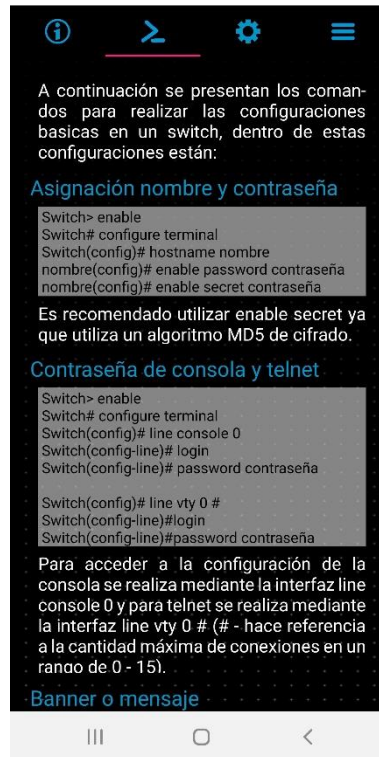 A continuación se presentan los coman-
dos para realizar las configuraciones
basicas en un switch, dentro de estas
configuraciones están:
Asignación nombre y contraseña
Switch> enable
Switch# configure terminal
Switch(config)# hostname nombre
nombre(config)# enable password contraseña
nombre(config)# enable secret contraseña
Es recomendado utilizar enable secret ya
que utiliza un algoritmo MD5 de cifrado.
Contraseña de consola y telnet
Switch> enable
Switch# configure terminal
Switch(config)# line console 0
Switch(config-line)# login
Switch(config-line)# password contraseña
Switch(config)# line vty 0 #
Switch(config-line)#login
Switch(config-line)#password contraseña
Para acceder a la configuración de la
consola se realiza mediante la interfaz line
console 0 y para telnet se realiza mediante
la interfaz line vty 0 # (# - hace referencia
a la cantidad máxima de conexiones en un
rango de 0 - 15).
Banner o mensaje